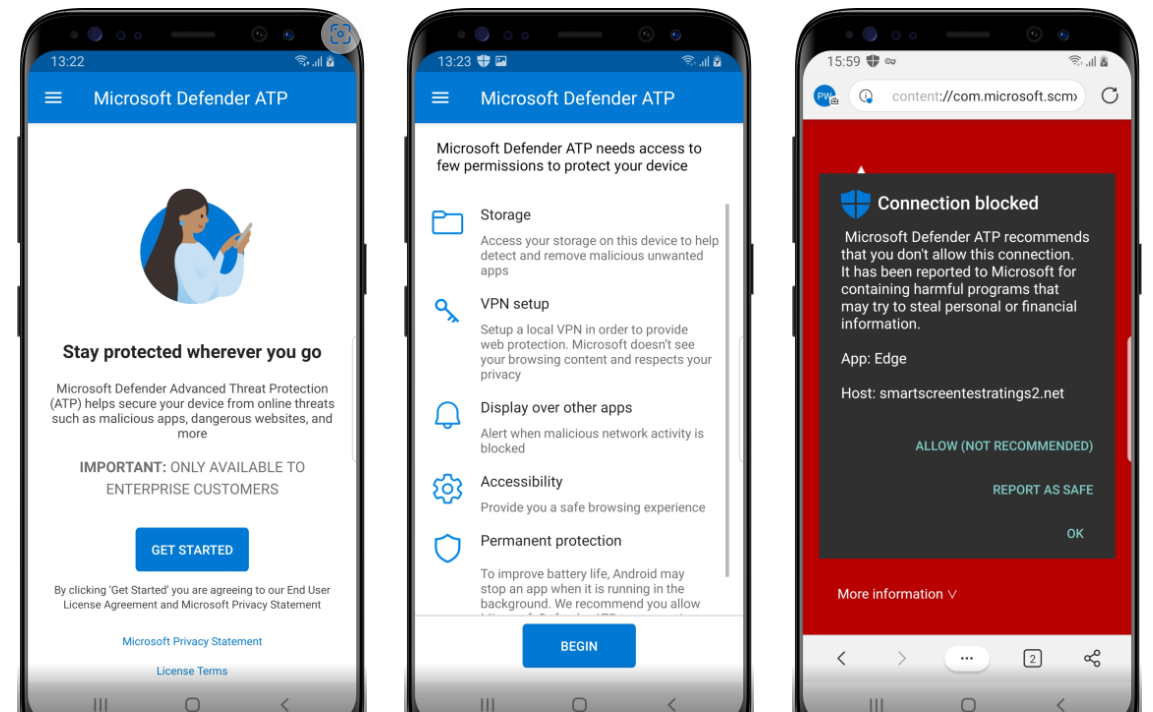 13:22
Microsoft Defender ATP
Stay protected wherever you go
Microsoft Defender Advanced Threat Protection
(ATP) helps secure your device from online threats
such as malicious apps, dangerous websites, and
more
IMPORTANT: ONLY AVAILABLE TO
ENTERPRISE CUSTOMERS
GET STARTED
By clicking 'Get Started' you are agreeing to our End User
License Agreement and Microsoft Privacy Statement
Microsoft Privacy Statement
License Terms
13:23
Microsoft Defender ATP
Microsoft Defender ATP needs access to
few permissions to protect your device
Storage
Access your storage on this device to help
detect and remove malicious unwanted
apps
VPN setup
Setup a local VPN in order to provide
web protection. Microsoft doesn't see
your browsing content and respects your
privacy
Display over other apps
Alert when malicious network activity is
blocked
Accessibility
Provide you a safe browsing experience
Permanent protection
To improve battery life, Android may
stop an app when it is running in the
background. We recommend you allow
BEGIN
15:59
PW
content://com.microsoft.scmx
Connection blocked
Microsoft Defender ATP recommends
that you don't allow this connection.
It has been reported to Microsoft for
containing harmful programs that
may try to steal personal or financial
information.
App: Edge
Host: smartscreentestratings2.net
ALLOW (NOT RECOMMENDED)
REPORT AS SAFE
OK
More information
2